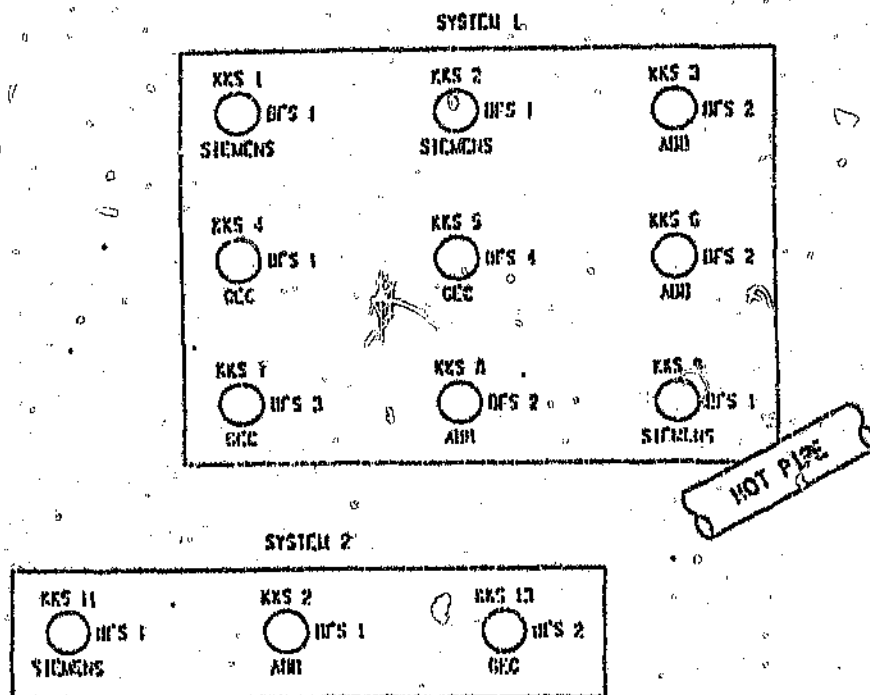 SYSTEM 1
KKS 1
KKS 2
KKS 3
DFS 1
DFS 1
DFS 2
SIEMENS
SIEMENS
ABB
KKS 4
KKS 5
KKS 6
DFS 1
DFS 4
DFS 2
GEC
GEC
ABB
KKS 7
KKS 8
KKS
DFS 3
DFS 2
DFS 1
GEC
ABB
SIEMENS
HOT PIPE
SYSTEM 2
KKS 11
KKS 2
KKS 13
DFS 1
DFS 1
DFS 2
SIEMENS
ABB
GEC